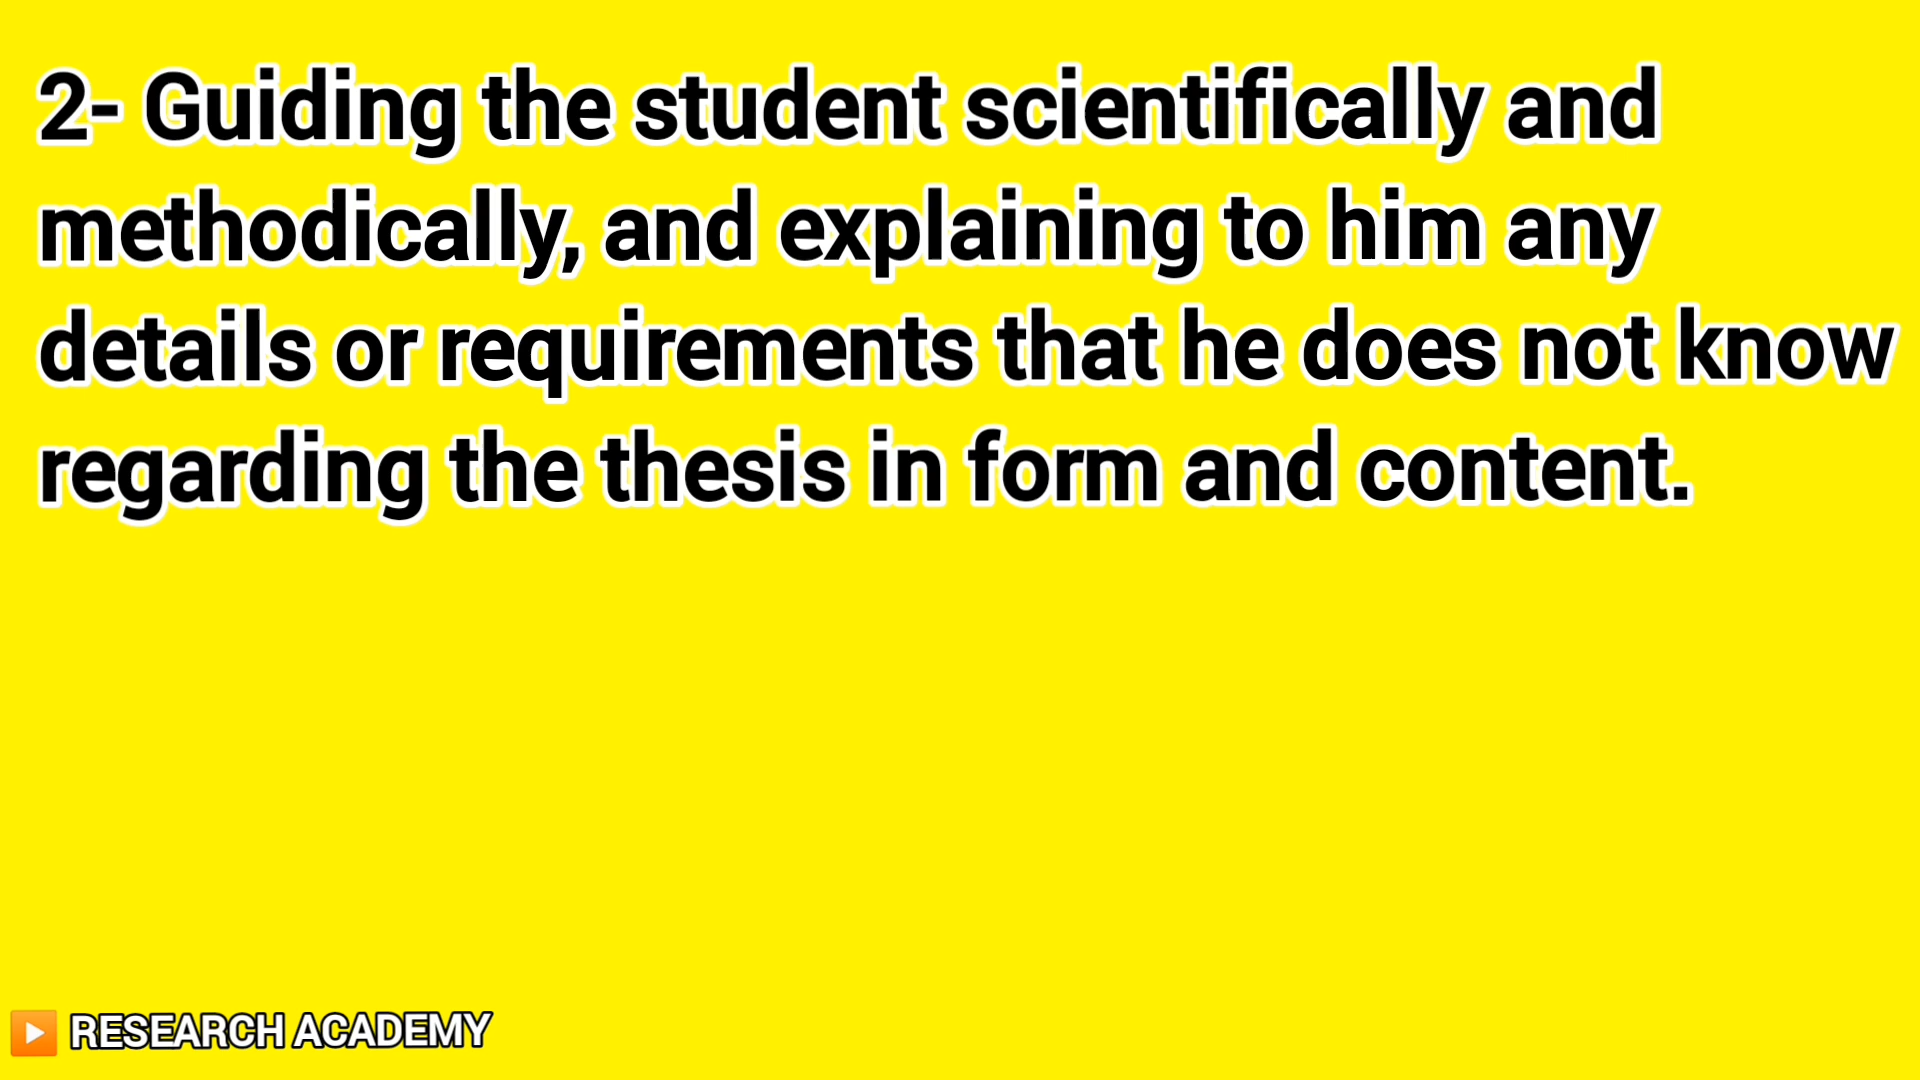 2- Guiding the student scientifically and
methodically, and explaining to him any
details or requirements that he does not know
regarding the thesis in form and content.
RESEARCH ACADEMY